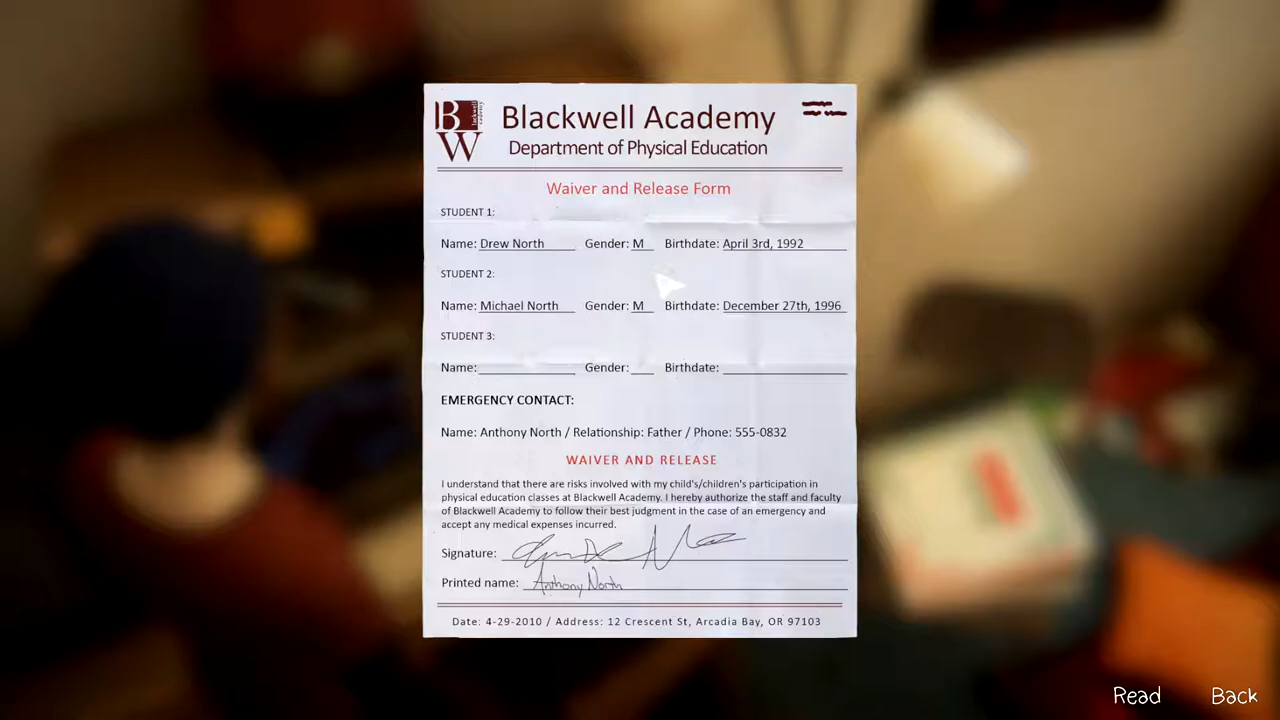 BW
Blackwell Academy
Department of Physical Education
Waiver and Release Form
STUDENT 1:
Name: Drew North Gender: M Birthdate: April 3rd, 1992
STUDENT 2:
Name: Michael North Gender: M Birthdate: December 27th, 1996
STUDENT 3:
Name: Gender: Birthdate:
EMERGENCY CONTACT:
Name: Anthony North / Relationship: Father / Phone: 555-0832
WAIVER AND RELEASE
I understand that there are risks involved with my child's/children's participation in
physical education classes at Blackwell Academy. I hereby authorize the staff and faculty
of Blackwell Academy to follow their best judgment in the case of an emergency and
accept any medical expenses incurred.
Signature:
Printed name: Anthony North
Date: 4-29-2010 / Address: 12 Crescent St, Arcadia Bay, OR 97103
Read Back